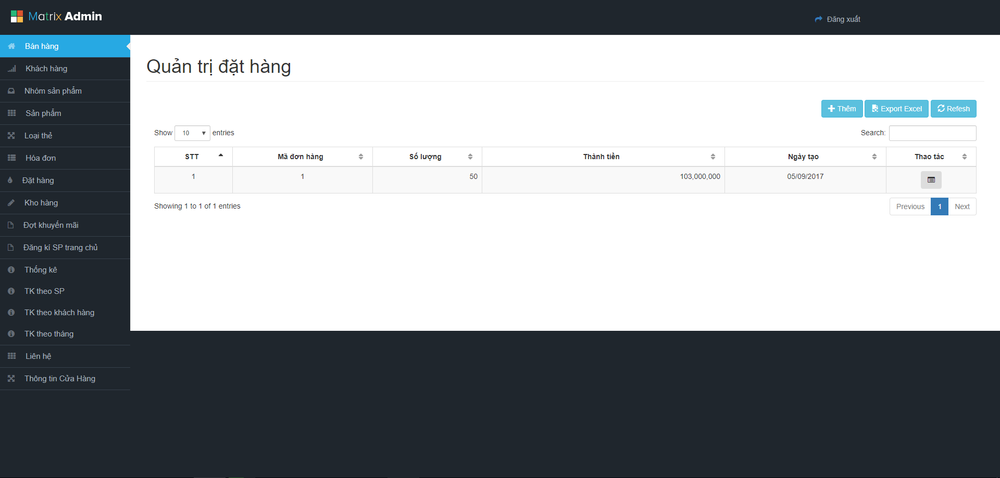 Matrix Admin
Đăng xuất
Bán hàng
Khách hàng
Nhóm sản phẩm
Sản phẩm
Loại thẻ
Hóa đơn
Đặt hàng
Kho hàng
Đợt khuyến mãi
Đăng kí SP trang chủ
Thống kê
TK theo SP
TK theo khách hàng
TK theo tháng
Liên hệ
Thông tin Cửa Hàng
Quản trị đặt hàng
Thêm Export Excel Refesh
Show 10 entries Search:
STT Mã đơn hàng Số lượng Thành tiền Ngày tạo Thao tác
1 1 50 103,000,000 05/09/2017
Showing 1 to 1 of 1 entries Previous 1 Next